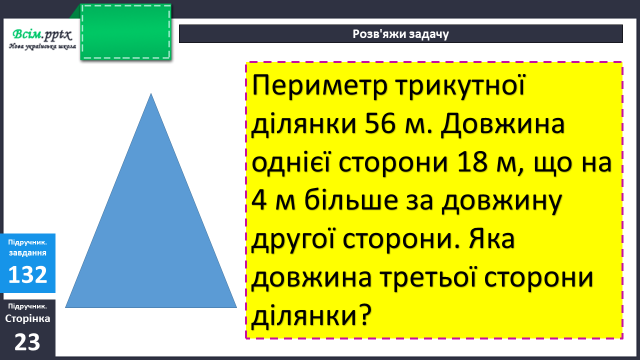 Всім.pptx
Нова українська школа
Розв'яжи задачу
Периметр трикутної
ділянки 56 м. Довжина
однієї сторони 18 м, що на
4 м більше за довжину
другої сторони. Яка
довжина третьої сторони
ділянки?
Підручник.
завдання
132
Підручник.
Сторінка
23